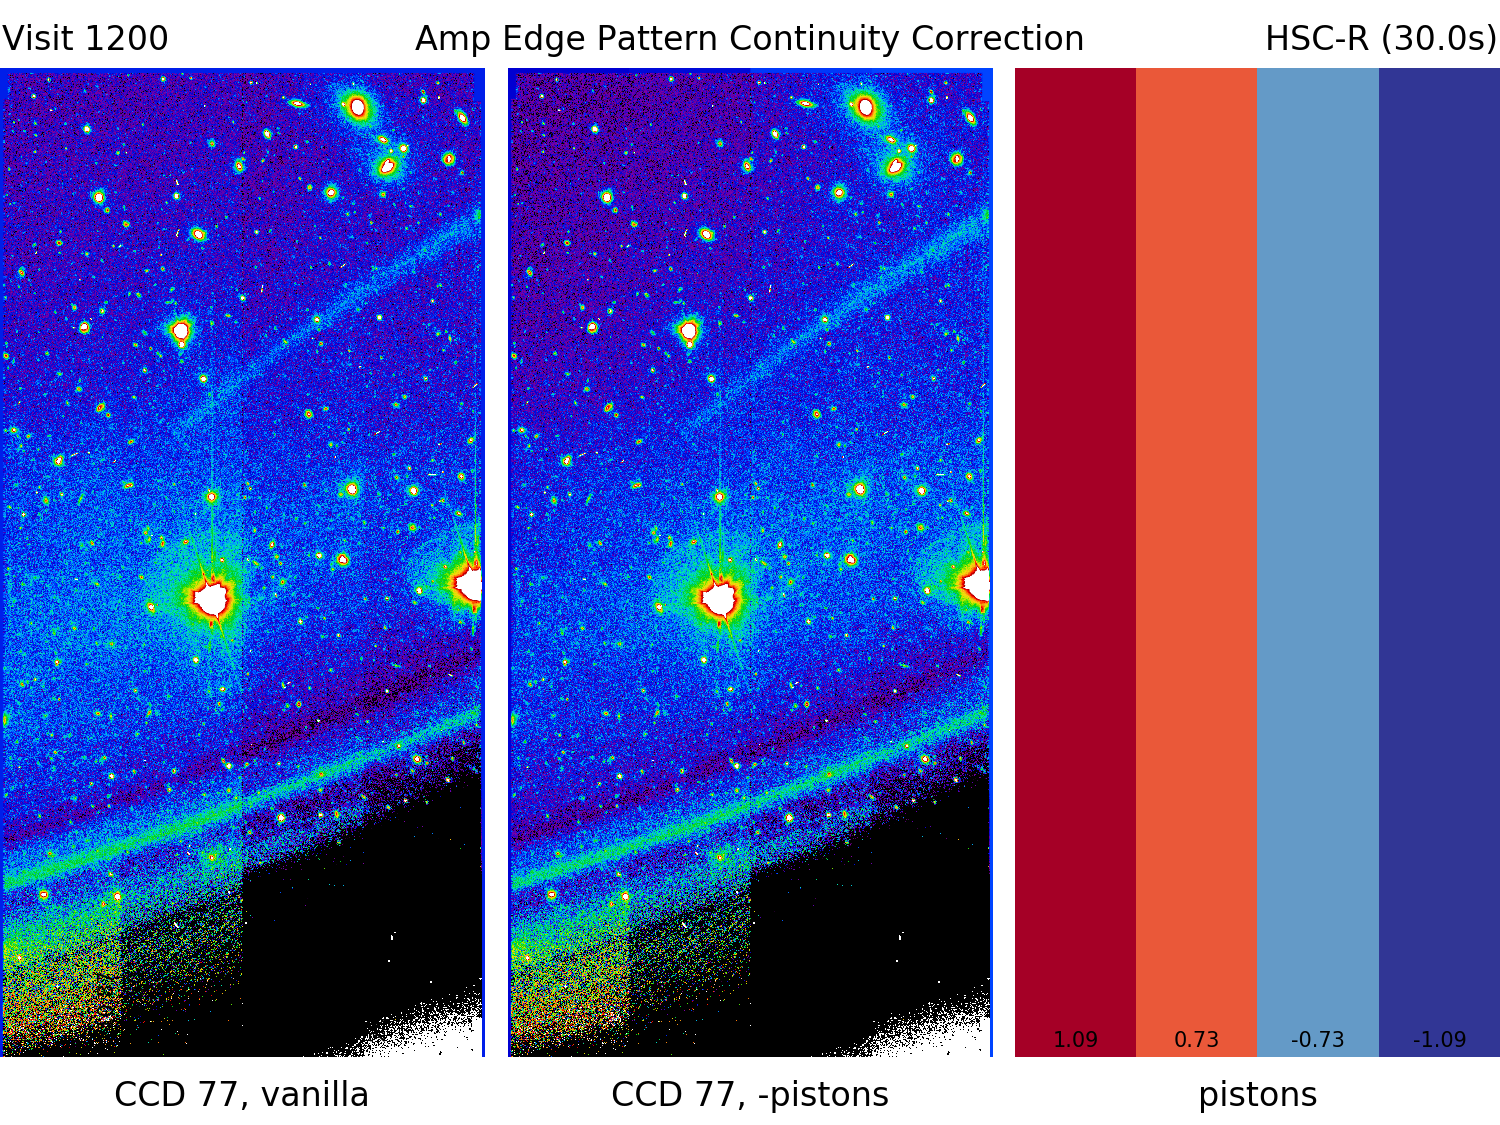 Visit 1200 Amp Edge Pattern Continuity Correction HSC-R (30.0s)
1.09 0.73 -0.73 -1.09
CCD 77, vanilla CCD 77, -pistons pistons